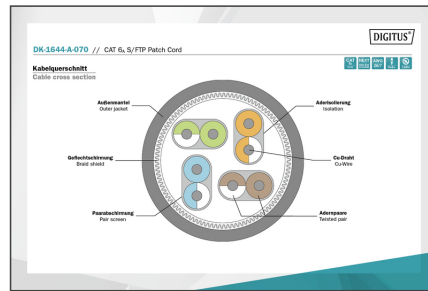 DIGITUS®
DK-1644-A-070 // CAT 6A S/FTP Patch Cord
Kabelquerschnitt
Cable cross section
Außenmantel
Outer jacket
Aderisolierung
Isolation
Geflechtschirmung
Braid shield
Cu-Draht
Cu-Wire
Paarabschirmung
Pair screen
Adernpaare
Twisted pair